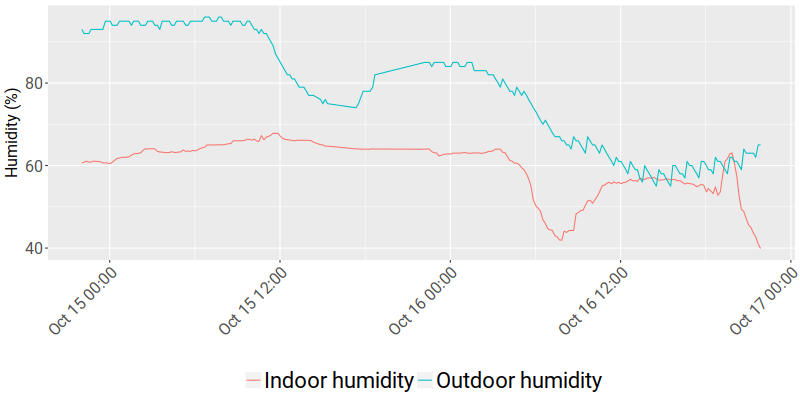 Humidity (%)
80
60
40
Oct 15 00:00
Oct 15 12:00
Oct 16 00:00
Oct 16 12:00
Oct 17 00:00
Indoor humidity Outdoor humidity